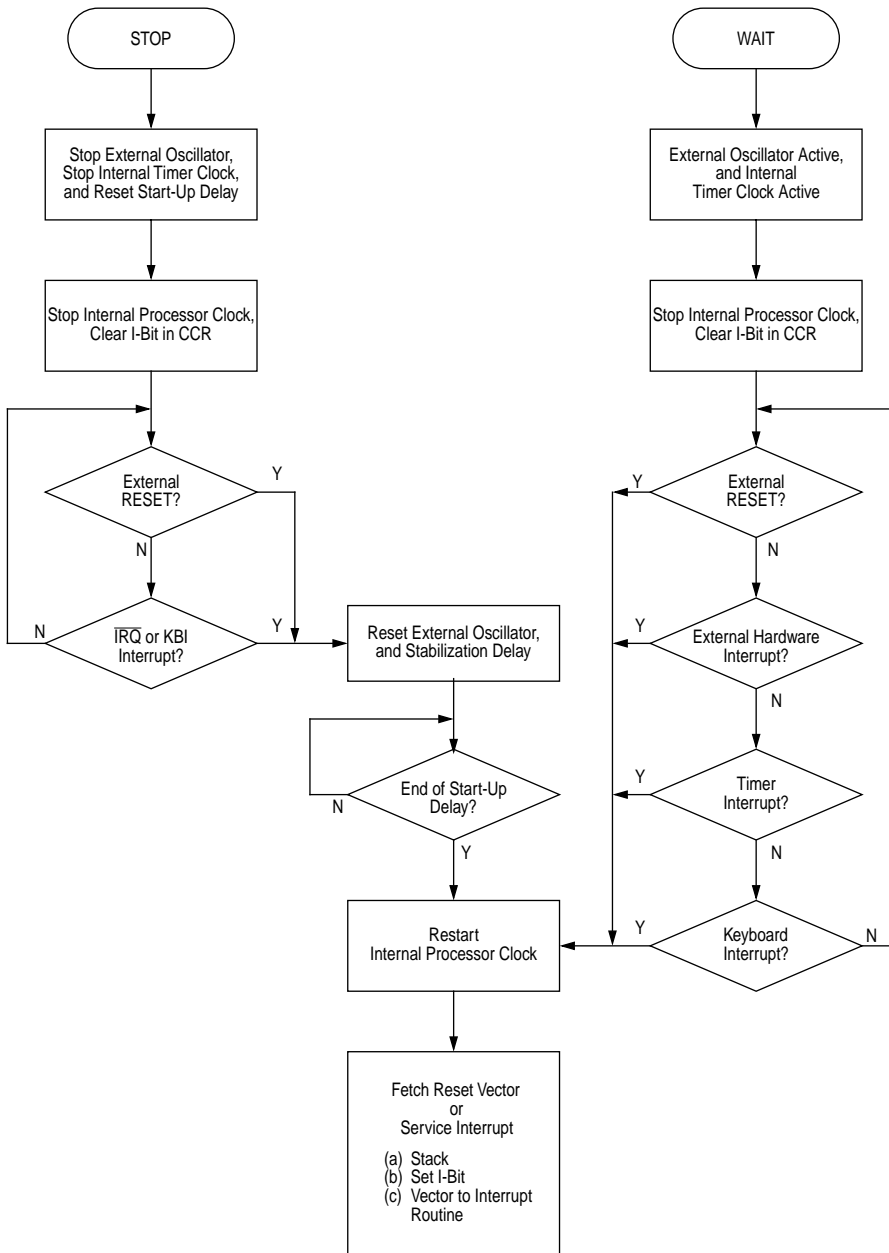 STOP
Stop External Oscillator,
Stop Internal Timer Clock,
and Reset Start-Up Delay
Stop Internal Processor Clock,
Clear I-Bit in CCR
External
RESET?
Y
N
IRQ or KBI
Interrupt?
N
Y
Reset External Oscillator,
and Stabilization Delay
End of Start-Up
Delay?
N
Y
Restart
Internal Processor Clock
Fetch Reset Vector
or
Service Interrupt
(a) Stack
(b) Set I-Bit
(c) Vector to Interrupt
Routine
WAIT
External Oscillator Active,
and Internal
Timer Clock Active
Stop Internal Processor Clock,
Clear I-Bit in CCR
Y
External
RESET?
N
Y
External Hardware
Interrupt?
N
Y
Timer
Interrupt?
N
Y
Keyboard
Interrupt?
N